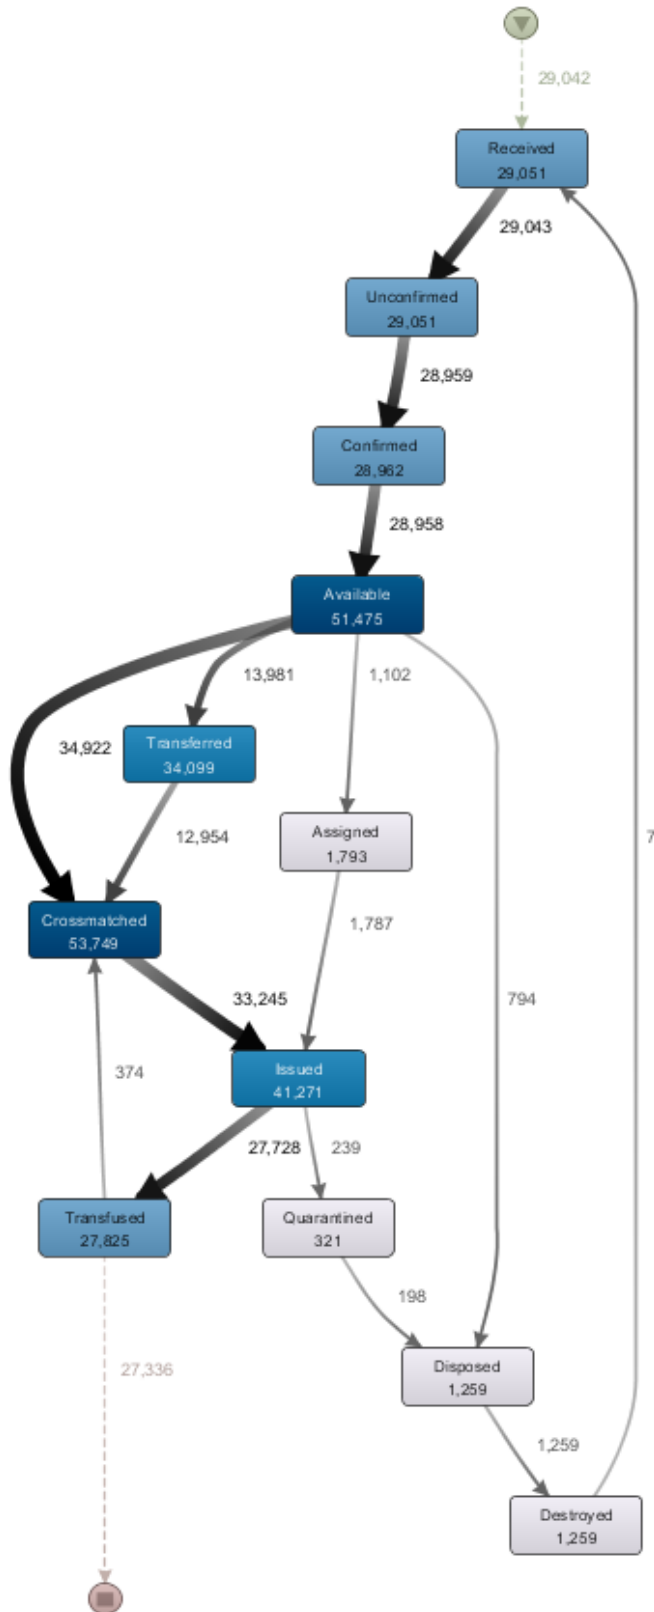 29,042
Received
29,051
29,043
Unconfirmed
29,051
28,959
Confirmed
28,962
28,958
Available
51,475
13,981
1,102
34,922
Transferred
34,099
12,954
Assigned
1,793
7
Crossmatched
53,749
1,787
33,245
794
374
Issued
41,271
27,728
239
Transfused
27,825
Quarantined
321
198
27,336
Disposed
1,259
1,259
Destroyed
1,259